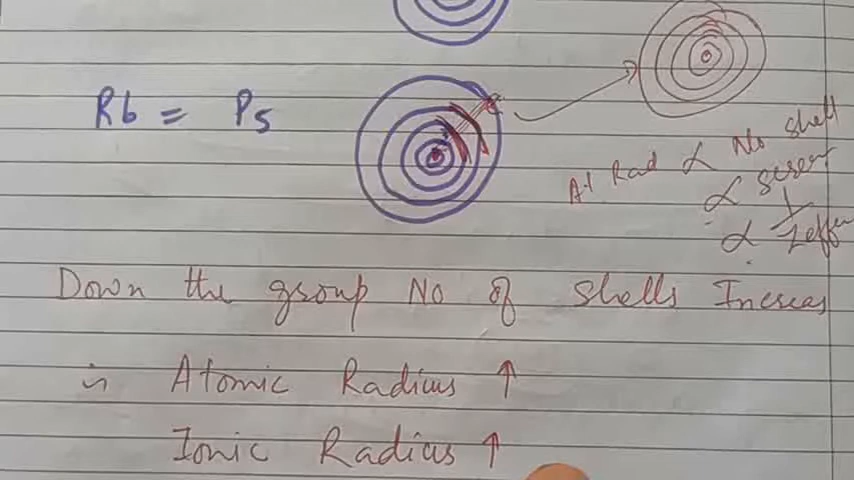 Rb = P5
At Rad ∝ No shell
∝ Screen
∝ 1/Zeffec
Down the group No of Shells Increas
∴ Atomic Radius ↑
Ionic Radius ↑